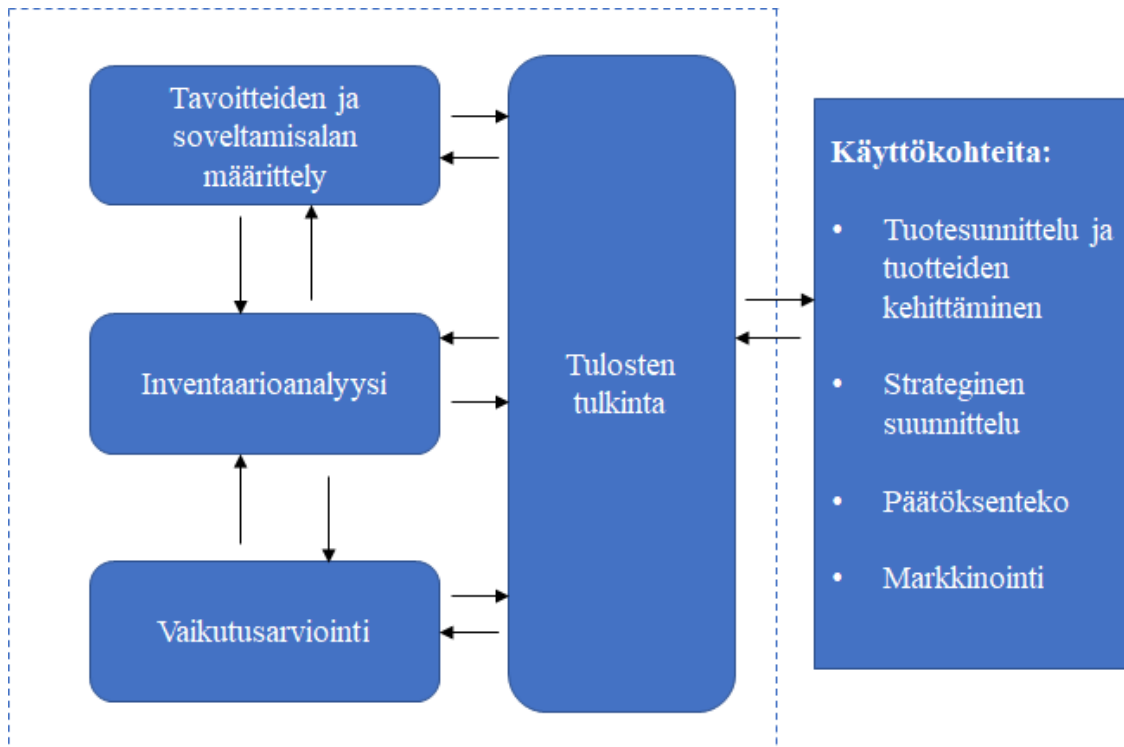 Tavoitteiden ja
soveltamisalan
määrittely
Inventaarioanalyysi
Vaikutusarviointi
Tulosten
tulkinta
Käyttökohteita:
• Tuotesunnittelu ja
tuotteiden
kehittäminen
• Strateginen
suunnittelu
• Päätöksenteko
• Markkinointi